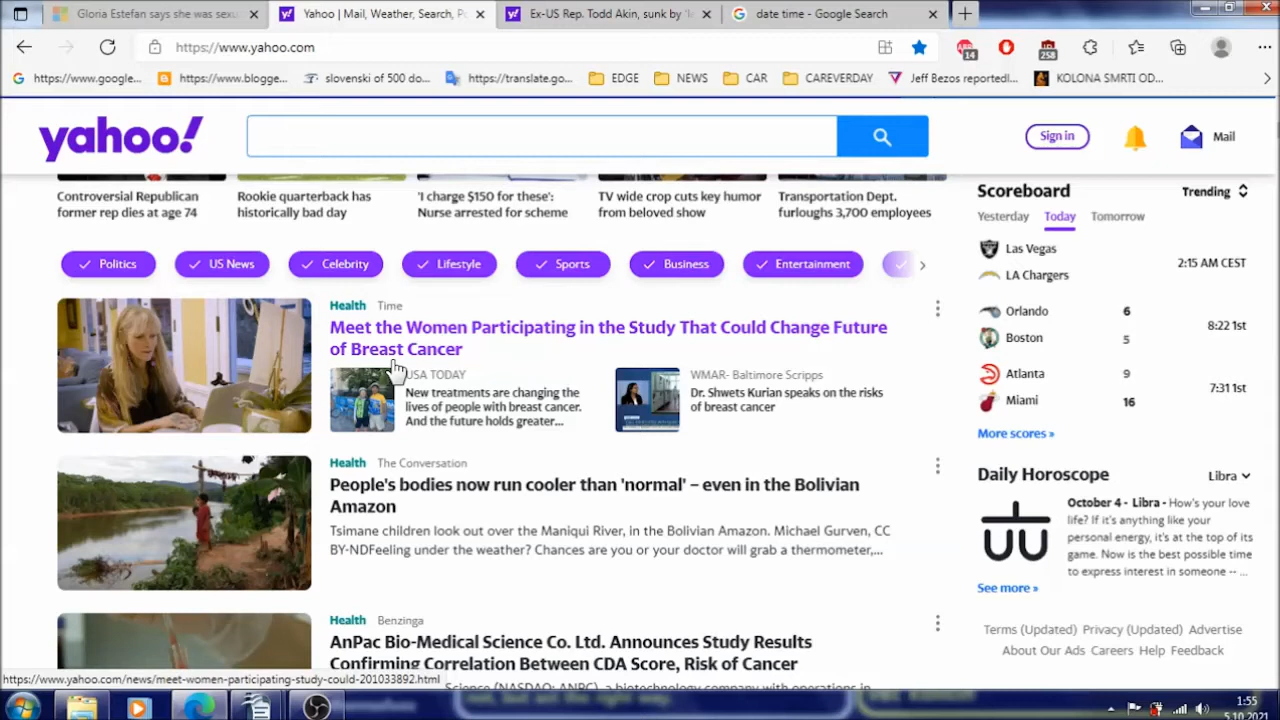 Gloria Estefan says she was sexu
Yahoo | Mail, Weather, Search, Po
Ex-US Rep. Todd Akin, sunk by 'le
date time - Google Search
https://www.yahoo.com
14
258
https://www.google...
https://www.blogge...
slovenski of 500 do...
https://translate.go...
EDGE
NEWS
CAR
CAREVERDAY
Jeff Bezos reportedl...
KOLONA SMRTI OD...
yahoo!
Sign in
Mail
Controversial Republican
former rep dies at age 74
Rookie quarterback has
historically bad day
'I charge $150 for these':
Nurse arrested for scheme
TV wide crop cuts key humor
from beloved show
Transportation Dept.
furloughs 3,700 employees
Politics
US News
Celebrity
Lifestyle
Sports
Business
Entertainment
Health Time
Meet the Women Participating in the Study That Could Change Future
of Breast Cancer
USA TODAY
New treatments are changing the
lives of people with breast cancer.
And the future holds greater...
WMAR- Baltimore Scripps
Dr. Shwets Kurian speaks on the risks
of breast cancer
Health The Conversation
People's bodies now run cooler than 'normal' – even in the Bolivian
Amazon
Tsimane children look out over the Maniqui River, in the Bolivian Amazon. Michael Gurven, CC
BY-NDFeeling under the weather? Chances are you or your doctor will grab a thermometer,...
Health Benzinga
AnPac Bio-Medical Science Co. Ltd. Announces Study Results
Confirming Correlation Between CDA Score, Risk of Cancer
Science (NASDAQ: ANPC), a biotechnology company with operations in
Scoreboard
Trending
Yesterday Today Tomorrow
Las Vegas
LA Chargers
2:15 AM CEST
Orlando 6
Boston 5
8:22 1st
Atlanta 9
Miami 16
7:31 1st
More scores »
Daily Horoscope
Libra
October 4 - Libra - How's your love
life? If it's anything like your
personal energy, it's at the top of its
game. Now is the best possible time
to express interest in someone -- ...
See more »
Terms (Updated) Privacy (Updated) Advertise
About Our Ads Careers Help Feedback
https://www.yahoo.com/news/meet-women-participating-study-could-201033892.html
1:55
5.10.2021